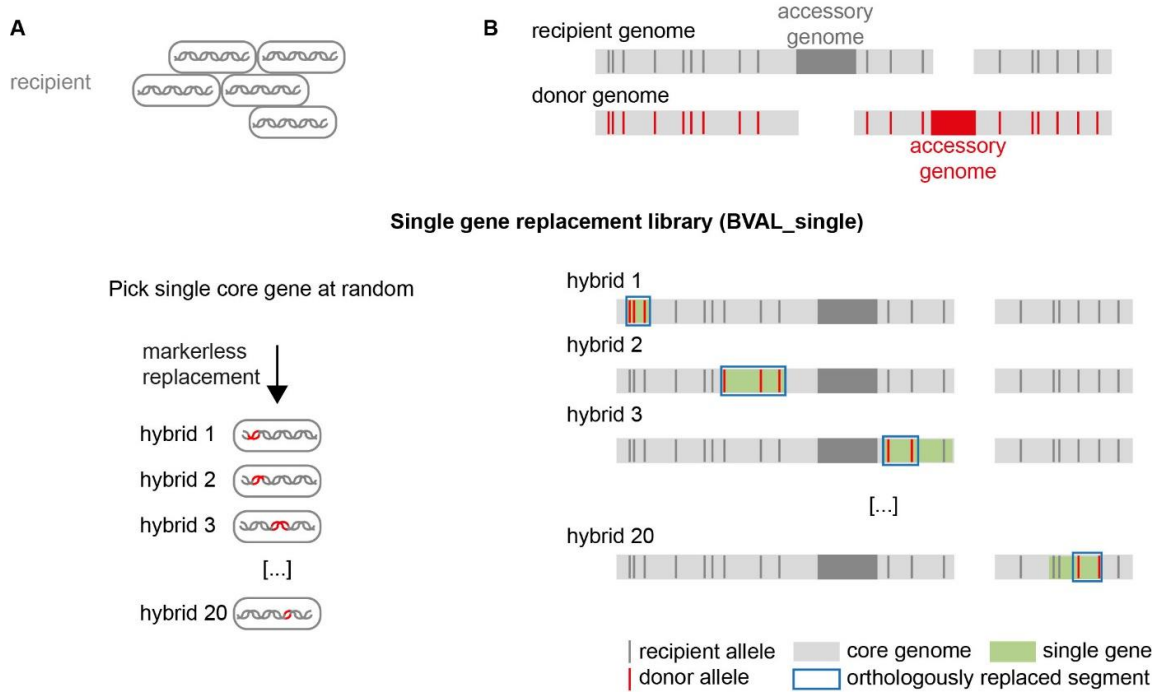 A
recipient
B
accessory
genome
recipient genome
donor genome
accessory
genome
Single gene replacement library (BVAL_single)
Pick single core gene at random
markerless
replacement
hybrid 1
hybrid 2
hybrid 3
[...]
hybrid 20
hybrid 1
hybrid 2
hybrid 3
[...]
hybrid 20
recipient allele
core genome
single gene
donor allele
orthologously replaced segment